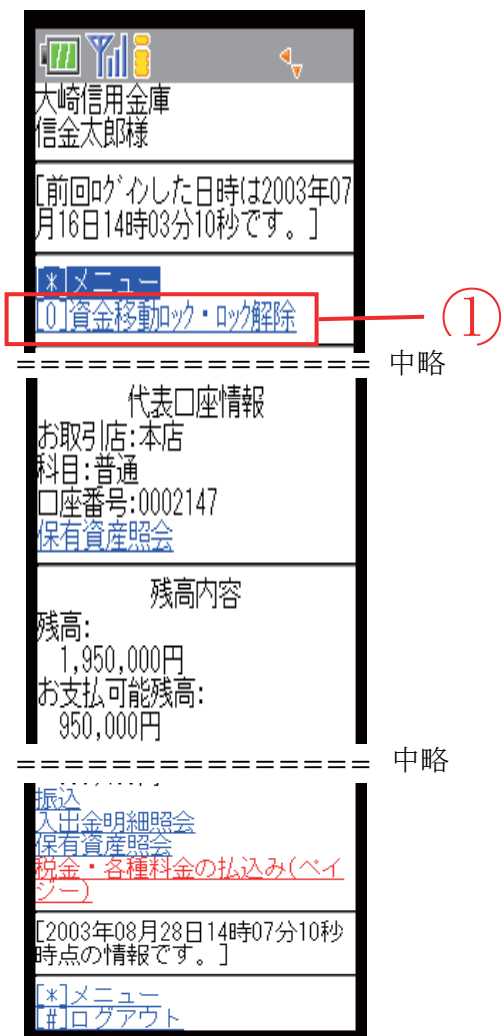 大崎信用金庫
信金太郎様
[前回ﾛｸﾞｲﾝした日時は2003年07
月16日14時03分10秒です。]
[*]メニュー
[0]資金移動ﾛｯｸ・ﾛｯｸ解除
①
================ 中略
代表口座情報
お取引店:本店
科目:普通
口座番号:0002147
保有資産照会
残高内容
残高:
1,950,000円
お支払可能残高:
950,000円
================ 中略
振込
入出金明細照会
保有資産照会
税金・各種料金の払込み(ペイ
ジー)
[2003年08月28日14時07分10秒
時点の情報です。]
[*]メニュー
[#]ログアウト